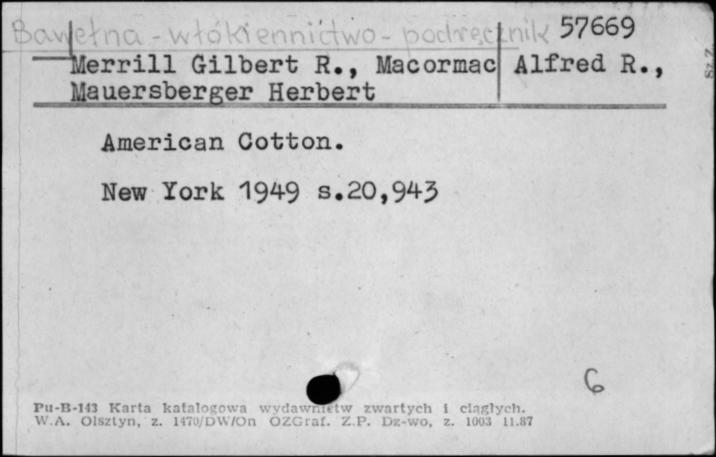 Bawełna - włókiennictwo - podręcznik 57669
Merrill Gilbert R., Macormac Alfred R.,
Mauersberger Herbert
American Cotton.
New York 1949 s.20,943
6
Pu-B-143 Karta katalogowa wydawnictw zwartych i ciągłych.
W.A. Olsztyn, z. 1470/DW/On OZGraf. Z.P. Dz-wo, z. 1003 11.87